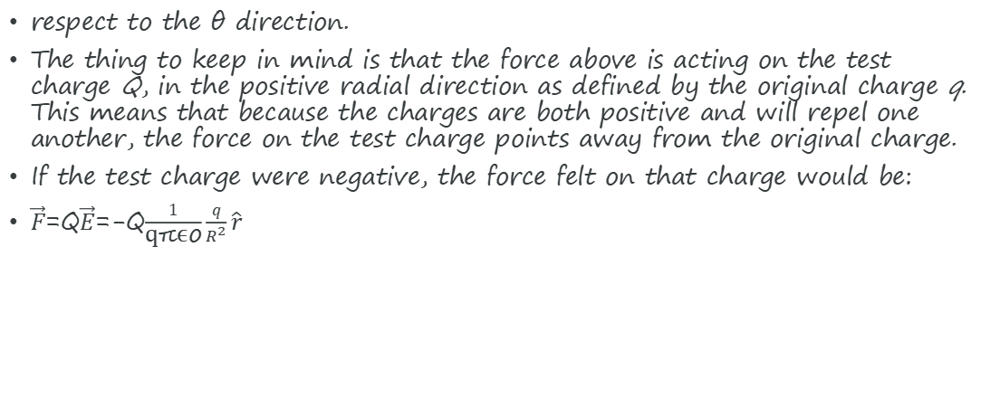 • respect to the θ direction.
• The thing to keep in mind is that the force above is acting on the test
charge Q, in the positive radial direction as defined by the original charge q.
This means that because the charges are both positive and will repel one
another, the force on the test charge points away from the original charge.
• If the test charge were negative, the force felt on that charge would be:
• $\vec{F}$=Q$\vec{E}$=-Q$\frac{1}{qπϵ0}\frac{q}{R^2}\hat{r}$